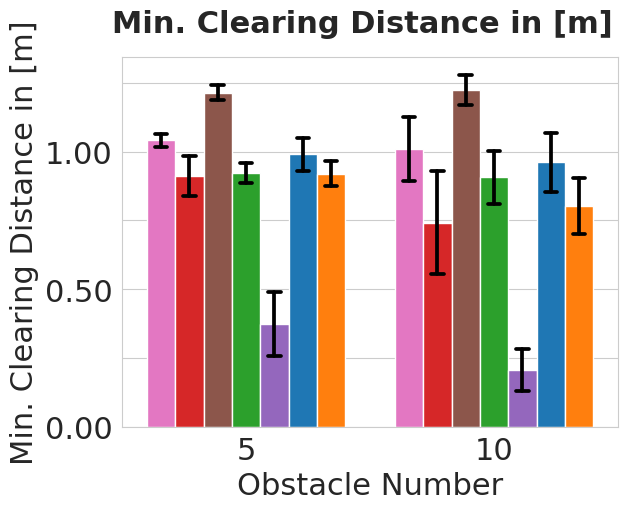 Min. Clearing Distance in [m]
Min. Clearing Distance in [m]
1.00
0.50
0.00
5
10
Obstacle Number